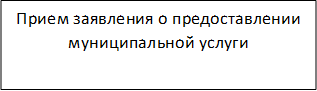 Прием заявления о предоставлении
муниципальной услуги